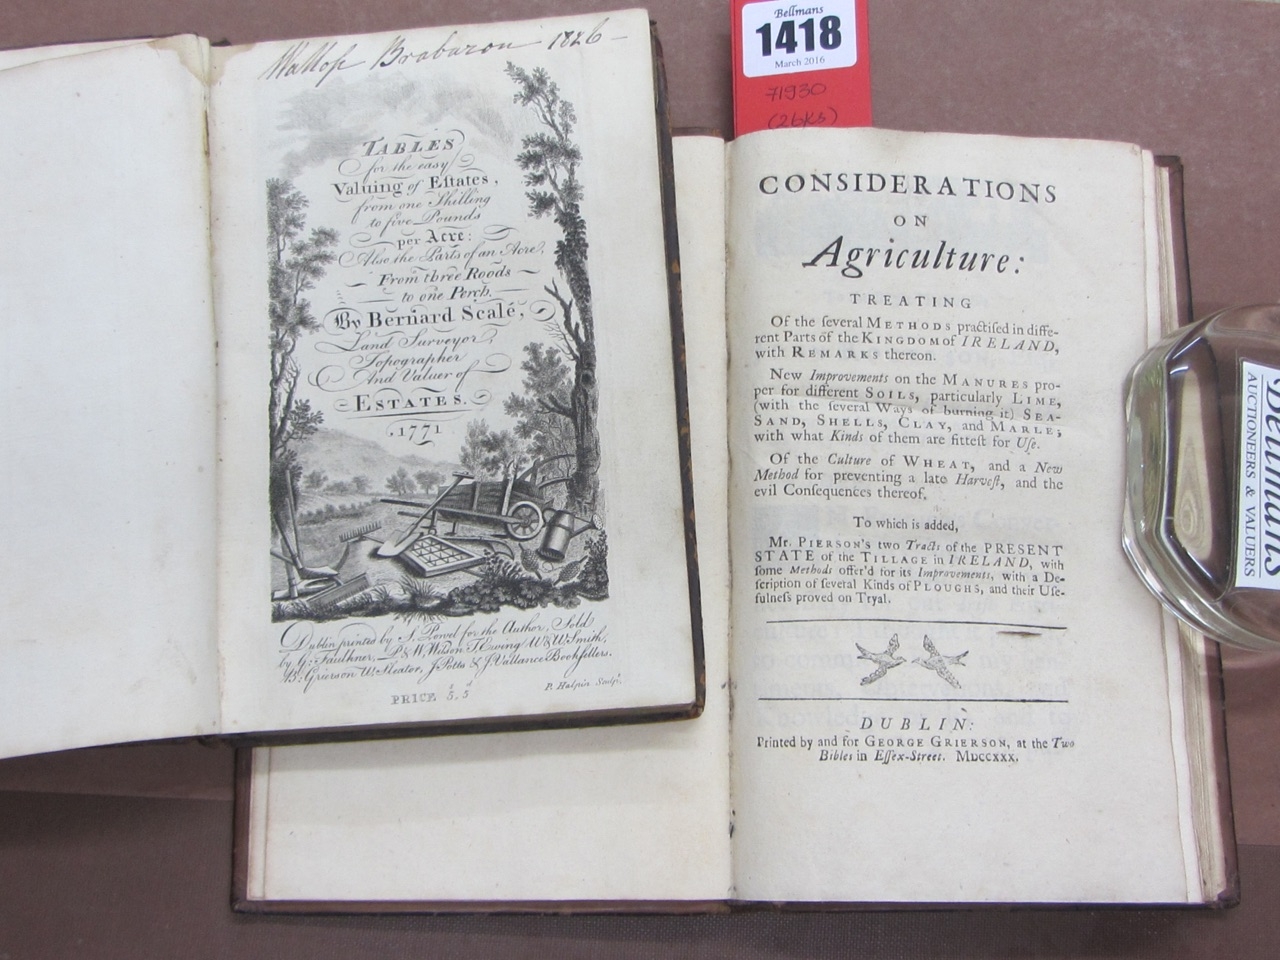 Wallop Brabazon 1826 –
TABLES
for the easy
Valuing of Eſtates,
from one Shilling
to five Pounds
per Acre:
Also the Parts of an Acre,
From three Roods
to one Perch.
By Bernard Scalé,
Land Surveyor,
Topographer
And Valuer of
ESTATES.
1771
Dublin printed by S. Powel for the Author, Sold
by G. Faulkner, P. & W. Wilson T. Ewing W & W. Smith,
B. Grierson W. Sleator, J. Potts & J. Vallance Bookſellers.
P. Halpin Sculpt.
PRICE 5s, 5d
Bellmans
1418
March 2016
71930
(26ks)
CONSIDERATIONS
ON
Agriculture:
TREATING
Of the ſeveral METHODS practiſed in diffe-
rent Parts of the KINGDOM of IRELAND,
with REMARKS thereon.
New Improvements on the MANURES pro-
per for different SOILS, particularly LIME,
(with the ſeveral Ways of burning it) SEA-
SAND, SHELLS, CLAY, and MARLE;
with what Kinds of them are fitteſt for Uſe.
Of the Culture of WHEAT, and a New
Method for preventing a late Harveſt, and the
evil Conſequences thereof.
To which is added,
Mr. PIERSON's two Tracts of the PRESENT
STATE of the TILLAGE in IRELAND, with
ſome Methods offer'd for its Improvements, with a De-
ſcription of ſeveral Kinds of PLOUGHS, and their Uſe-
fulneſs proved on Tryal.
DUBLIN:
Printed by and for GEORGE GRIERSON, at the Two
Bibles in Eſſex-Street. MDCCXXX.
Bellmans
AUCTIONEERS & VALUERS